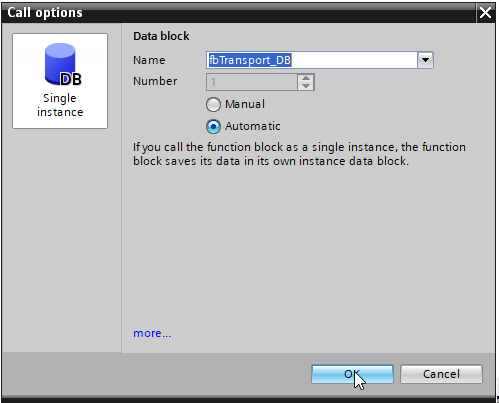 Call options
DB
Single
instance
Data block
Name
fbTransport_DB
Number
1
Manual
Automatic
If you call the function block as a single instance, the function
block saves its data in its own instance data block.
more...
OK
Cancel